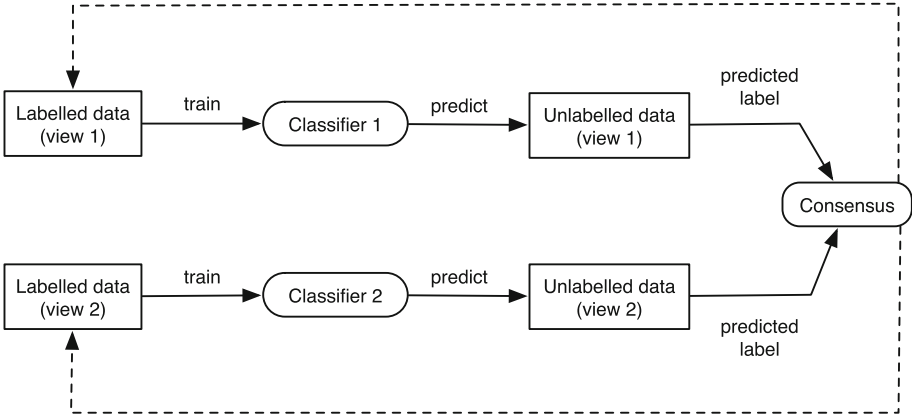 Labelled data
(view 1)
train
Classifier 1
predict
Unlabelled data
(view 1)
predicted
label
Consensus
Labelled data
(view 2)
train
Classifier 2
predict
Unlabelled data
(view 2)
predicted
label